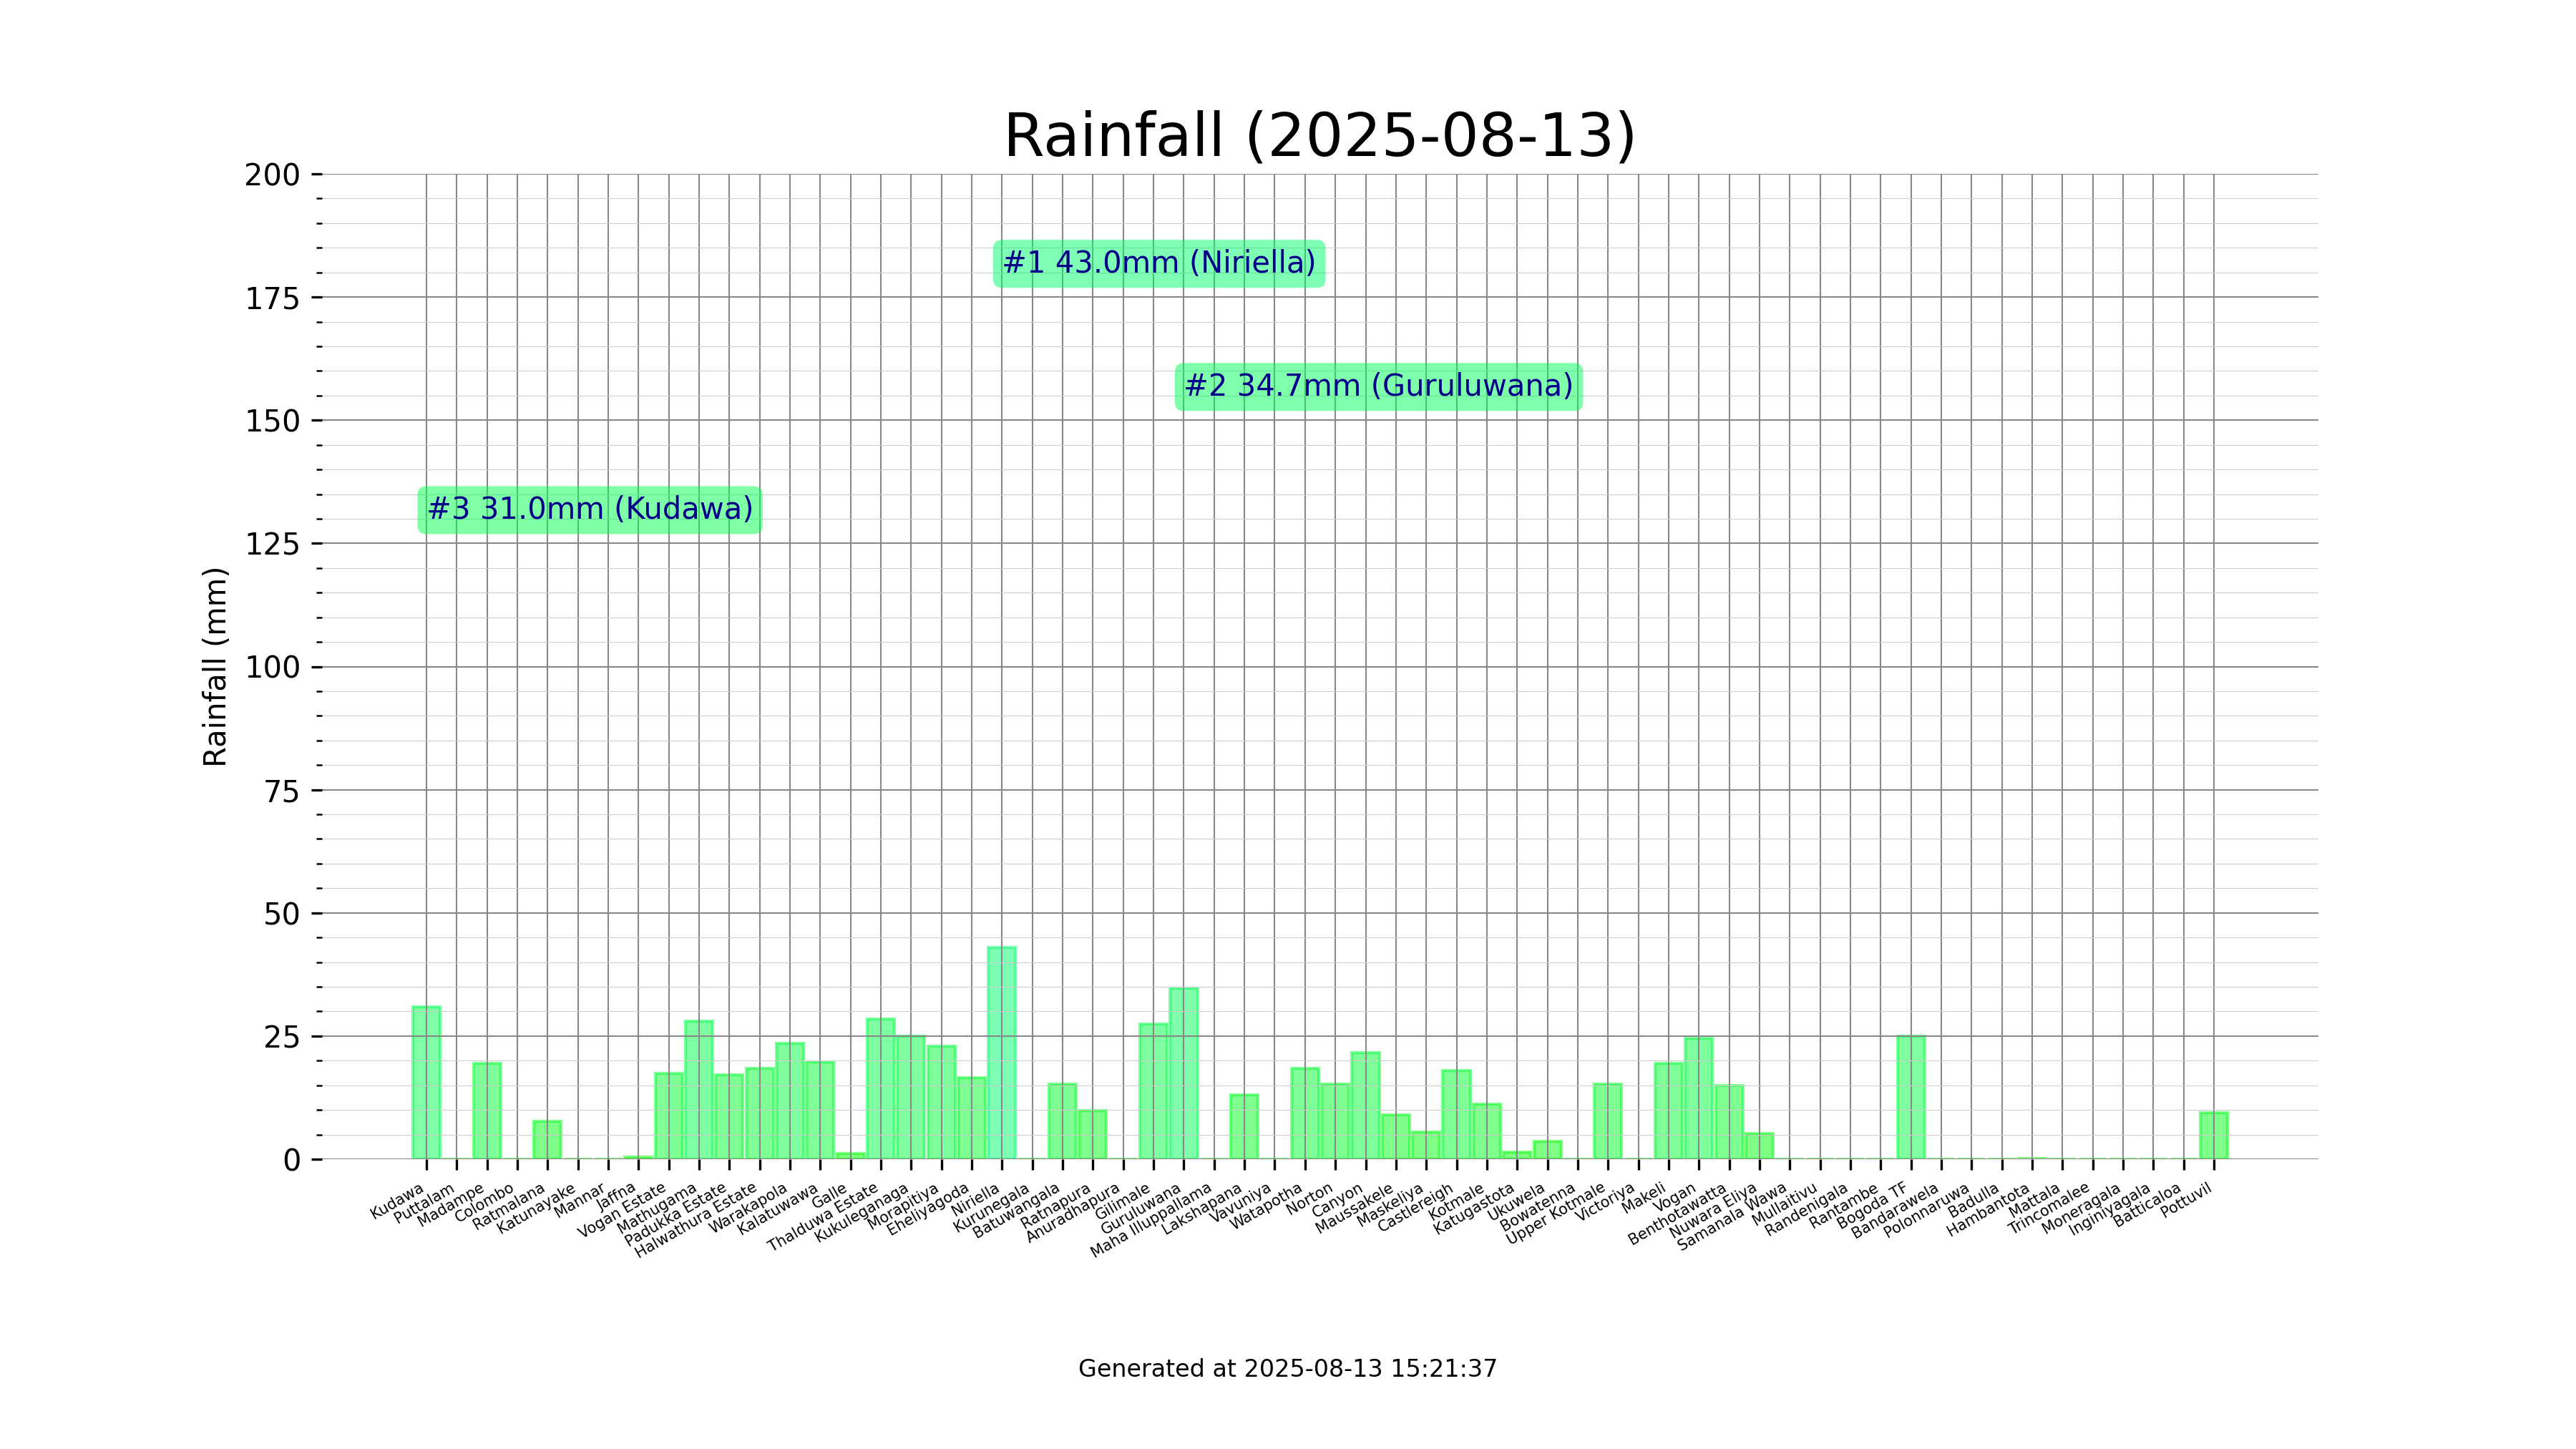 Rainfall (2025-08-13)
200
175
150
125
100
75
50
25
0
Rainfall (mm)
#1 43.0mm (Niriella)
#2 34.7mm (Guruluwana)
#3 31.0mm (Kudawa)
Kudawa
Puttalam
Madampe
Colombo
Ratmalana
Katunayake
Mannar
Jaffna
Vogan Estate
Mathugama
Padukka Estate
Halwathura Estate
Warakapola
Kalatuwawa
Galle
Thalduwa Estate
Kukuleganaga
Morapitiya
Eheliyagoda
Niriella
Kurunegala
Batuwangala
Ratnapura
Anuradhapura
Gilimale
Guruluwana
Maha Illuppallama
Lakshapana
Vavuniya
Watapotha
Norton
Canyon
Maussakele
Maskeliya
Castlereigh
Kotmale
Katugastota
Ukuwela
Bowatenna
Upper Kotmale
Victoriya
Makeli
Vogan
Benthotawatta
Nuwara Eliya
Samanala Wawa
Mullaitivu
Randenigala
Rantambe
Bogoda TF
Bandarawela
Polonnaruwa
Badulla
Hambantota
Mattala
Trincomalee
Moneragala
Inginiyagala
Batticaloa
Pottuvil
Generated at 2025-08-13 15:21:37